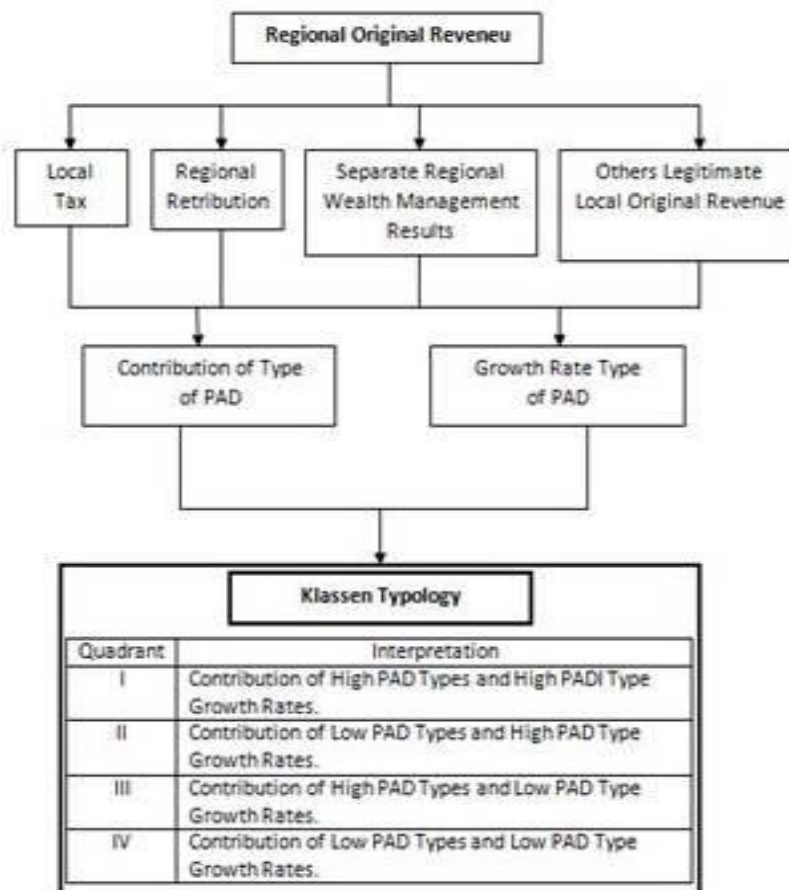 Regional Original Reveneu
Local
Tax
Regional
Retribution
Separate Regional
Wealth Management
Results
Others Legitimate
Local Original Revenue
Contribution of Type
of PAD
Growth Rate Type
of PAD
Klassen Typology
Quadrant Interpretation
I Contribution of High PAD Types and High PADI Type
Growth Rates.
II Contribution of Low PAD Types and High PAD Type
Growth Rates.
III Contribution of High PAD Types and Low PAD Type
Growth Rates.
IV Contribution of Low PAD Types and Low PAD Type
Growth Rates.